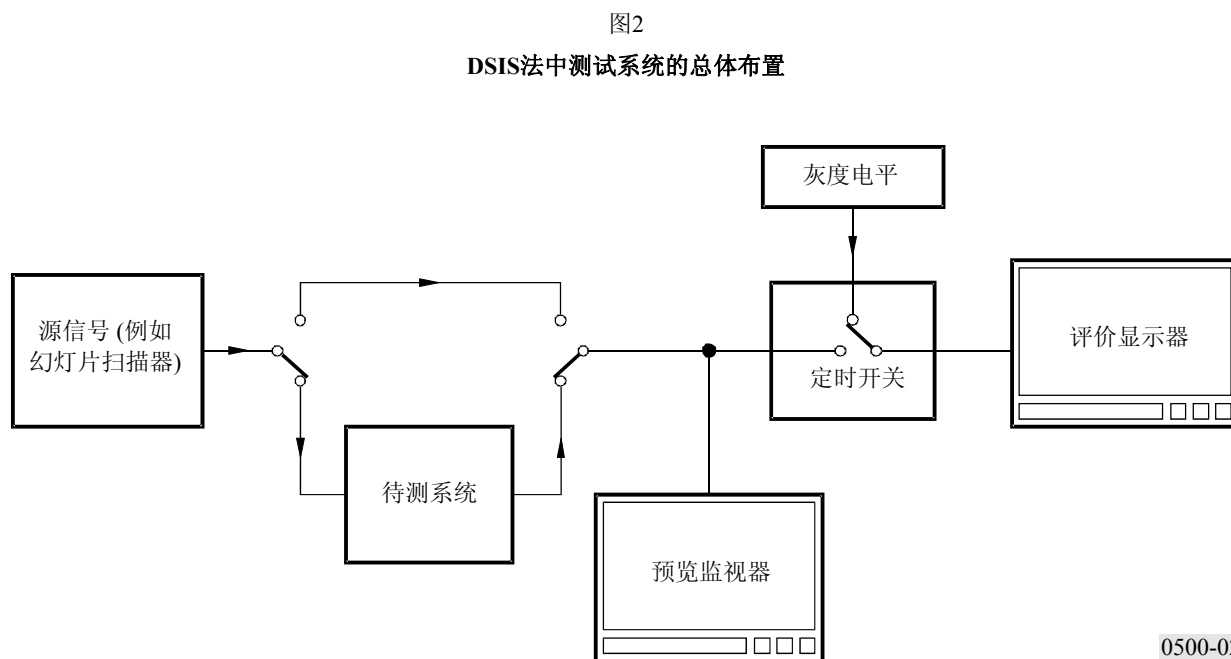 图2
DSIS法中测试系统的总体布置
灰度电平
源信号 (例如
幻灯片扫描器)
定时开关
评价显示器
待测系统
预览监视器
0500-0